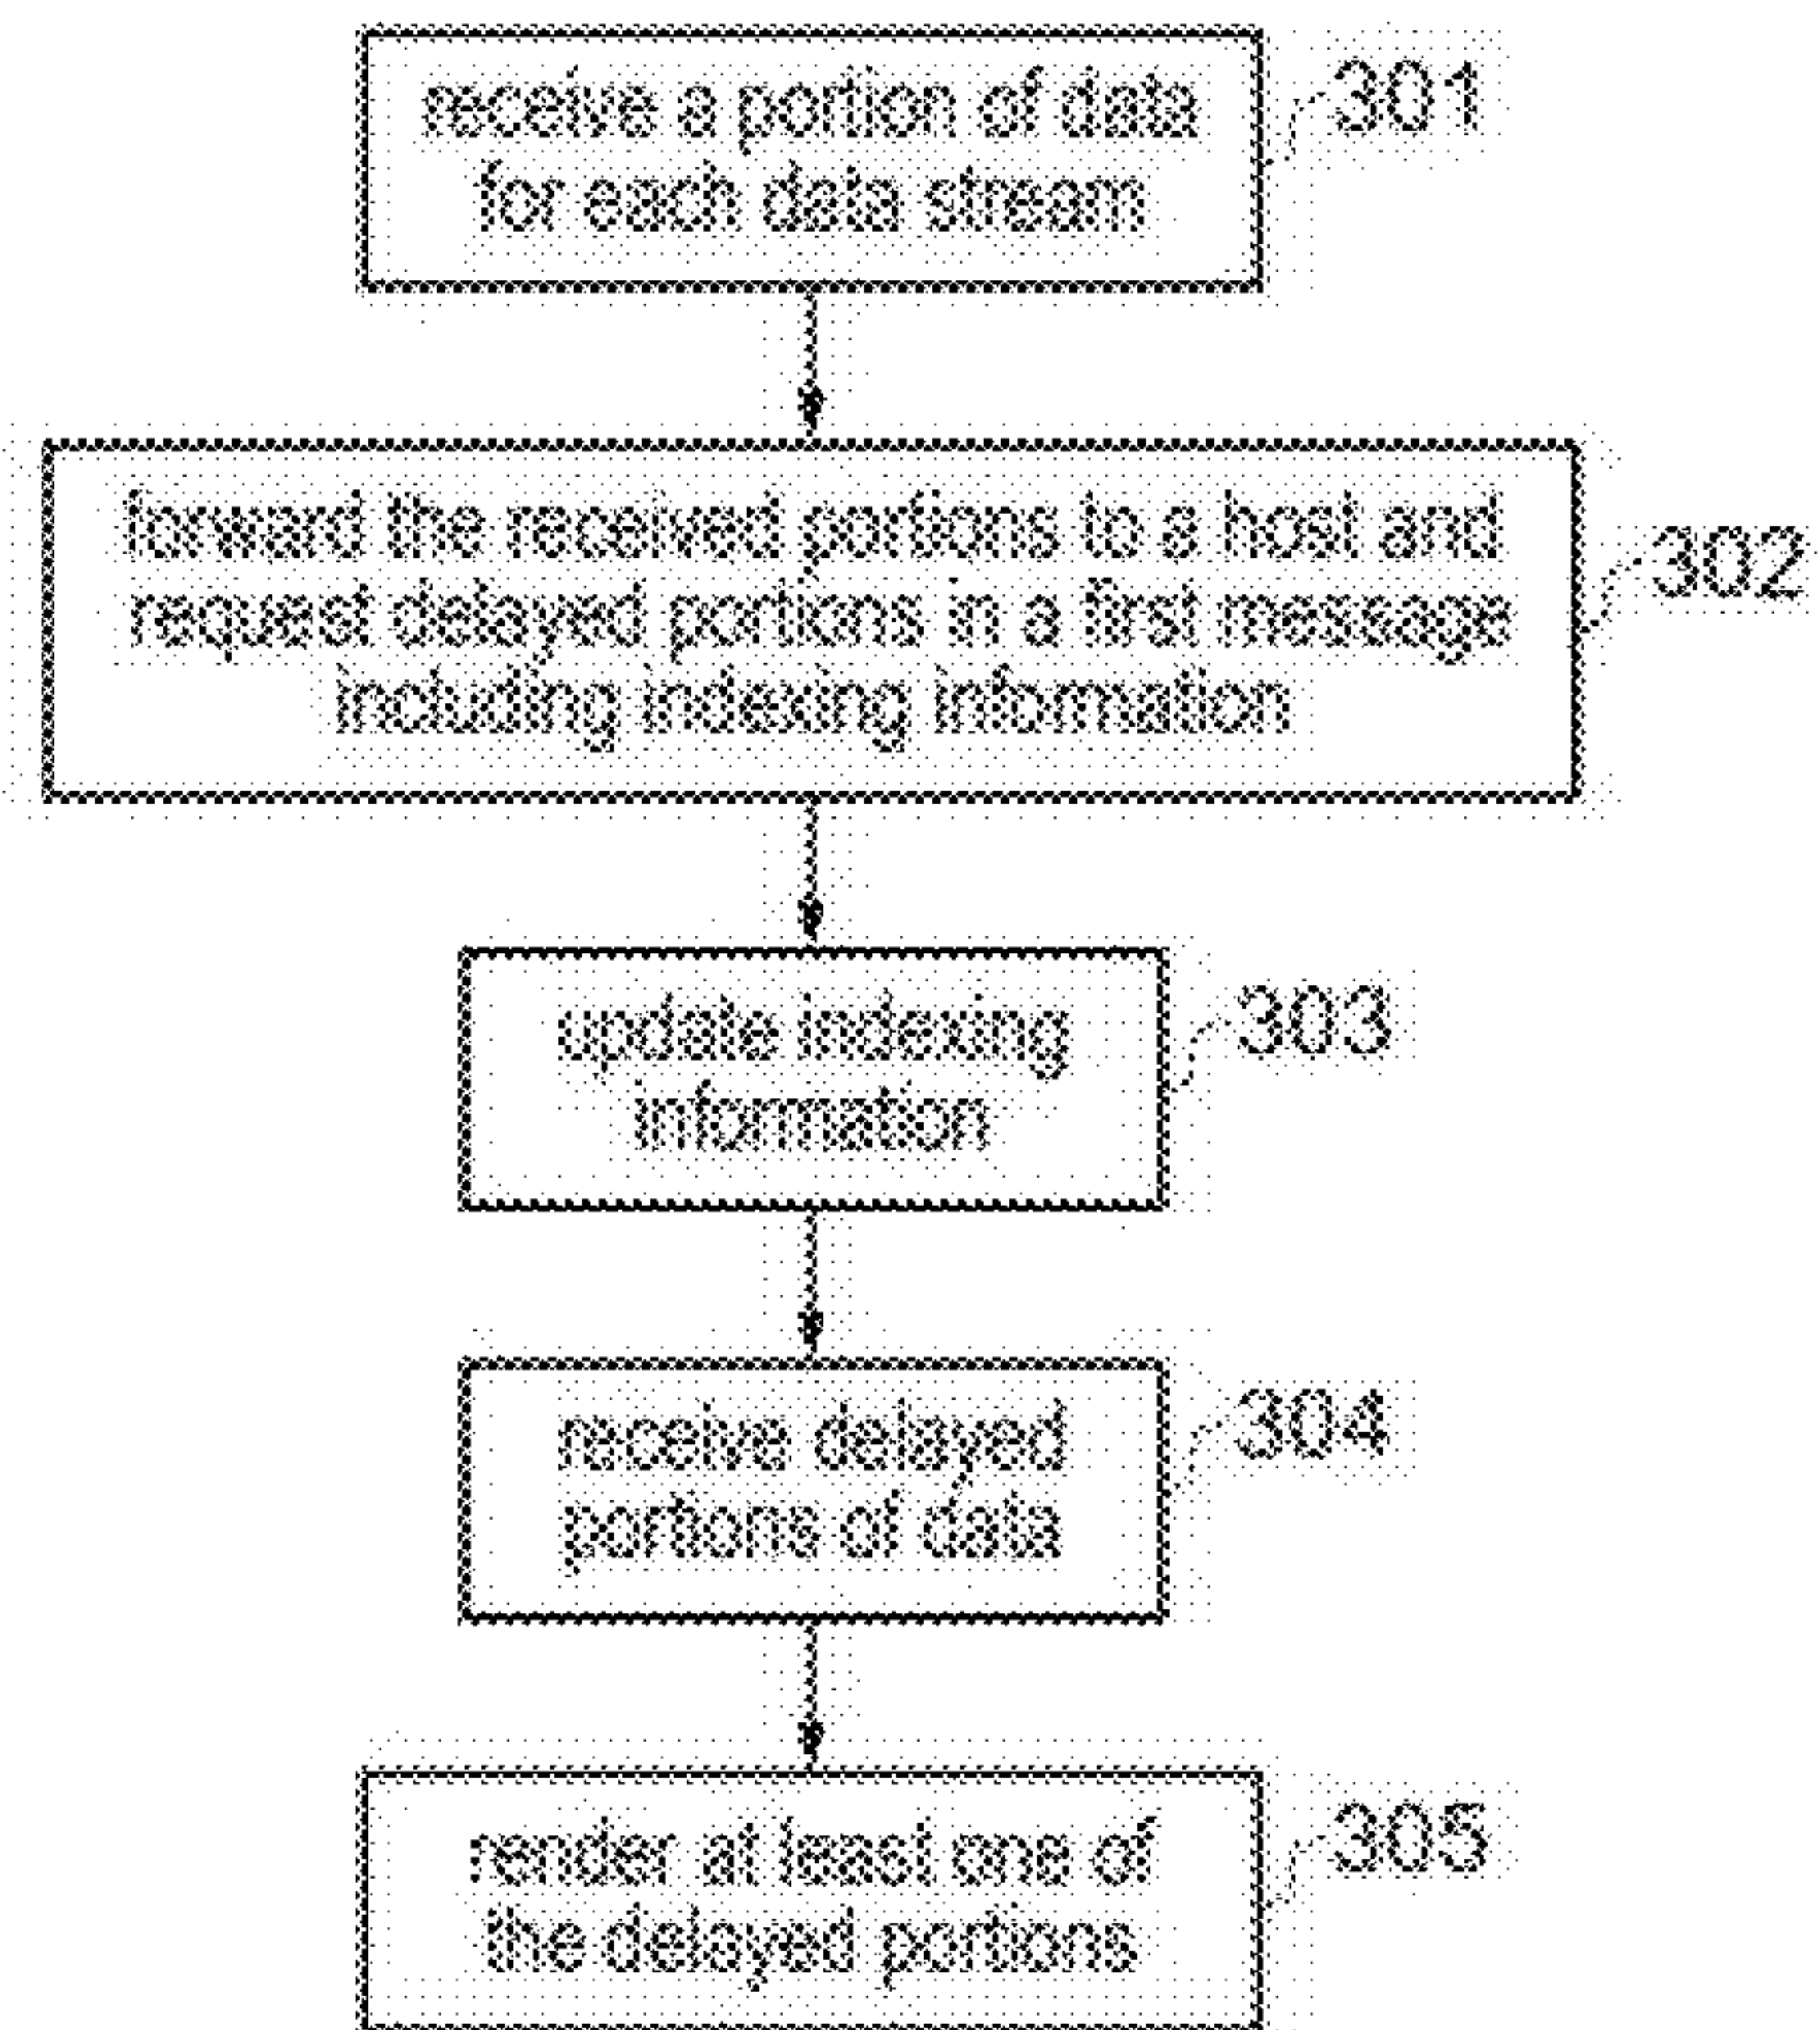 receive a portion of data
for each data stream
301
forward the received portions to a host and
request delayed portions in a first message
including indexing information
302
update indexing
information
303
receive delayed
portions of data
304
render at least one of
the delayed portions
305